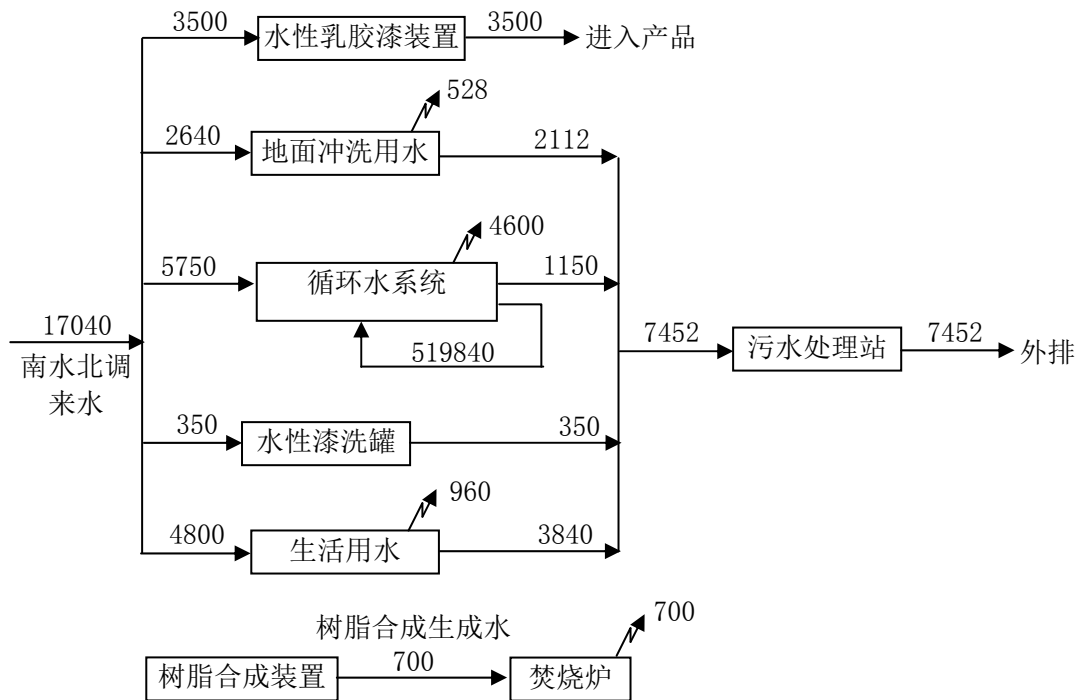 3500
水性乳胶漆装置
3500
进入产品
528
2640
地面冲洗用水
2112
4600
5750
循环水系统
1150
17040
519840
7452
污水处理站
7452
外排
南水北调
来水
350
水性漆洗罐
350
960
4800
生活用水
3840
树脂合成生成水
700
树脂合成装置
700
焚烧炉